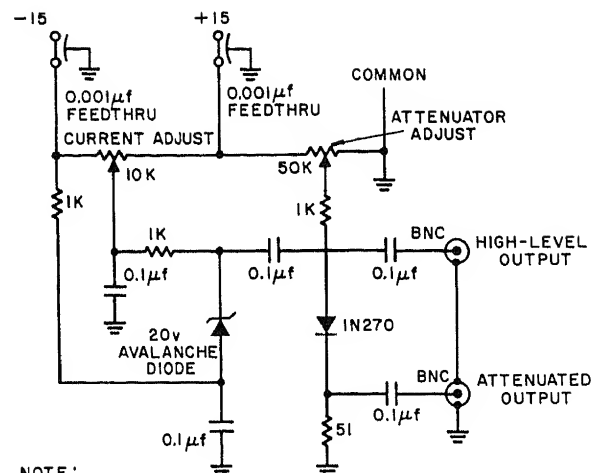 -15
+15
0.001μf
FEEDTHRU
0.001μf
FEEDTHRU
COMMON
ATTENUATOR
ADJUST
CURRENT ADJUST
10K
50K
1K
1K
1K
BNC
HIGH-LEVEL
OUTPUT
0.1μf
0.1μf
0.1μf
20V
AVALANCHE
DIODE
1N270
BNC
ATTENUATED
OUTPUT
0.1μf
0.1μf
51
NOTE: